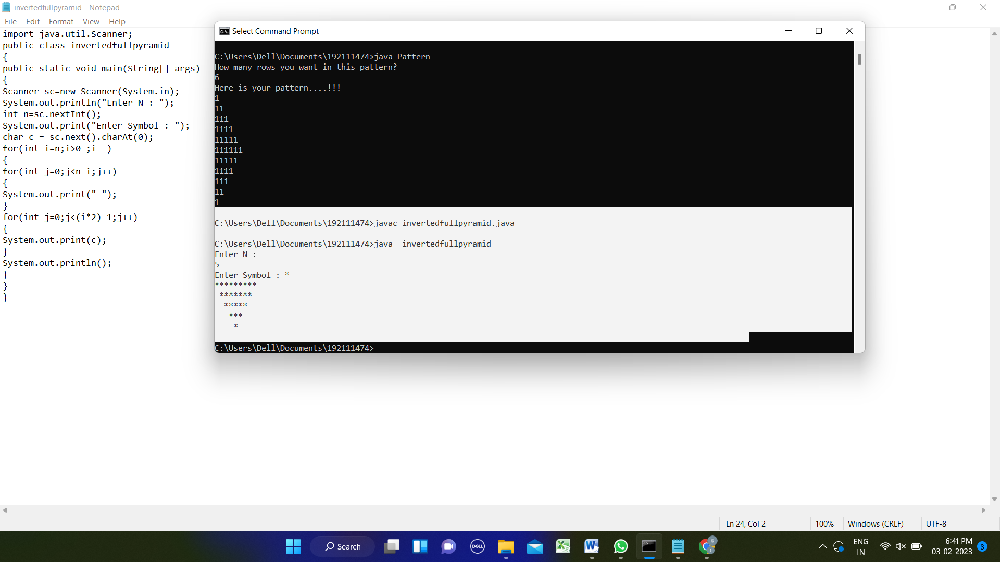 invertedfullpyramid - Notepad
File Edit Format View Help
import java.util.Scanner;
public class invertedfullpyramid
{
public static void main(String[] args)
{
Scanner sc=new Scanner(System.in);
System.out.println("Enter N : ");
int n=sc.nextInt();
System.out.print("Enter Symbol : ");
char c = sc.next().charAt(0);
for(int i=n;i>0 ;i--)
{
for(int j=0;j<n-i;j++)
{
System.out.print(" ");
}
for(int j=0;j<(i*2)-1;j++)
{
System.out.print(c);
}
System.out.println();
}
}
}
Select Command Prompt
C:\Users\Dell\Documents\192111474>java Pattern
How many rows you want in this pattern?
6
Here is your pattern....!!!
1
11
111
1111
11111
111111
11111
1111
111
11
1
C:\Users\Dell\Documents\192111474>javac invertedfullpyramid.java
C:\Users\Dell\Documents\192111474>java  invertedfullpyramid
Enter N :
5
Enter Symbol : *
*********
 *******
  *****
   ***
    *
C:\Users\Dell\Documents\192111474>
Ln 24, Col 2
100%
Windows (CRLF)
UTF-8
Search
DELL
ENG
IN
6:41 PM
03-02-2023
8